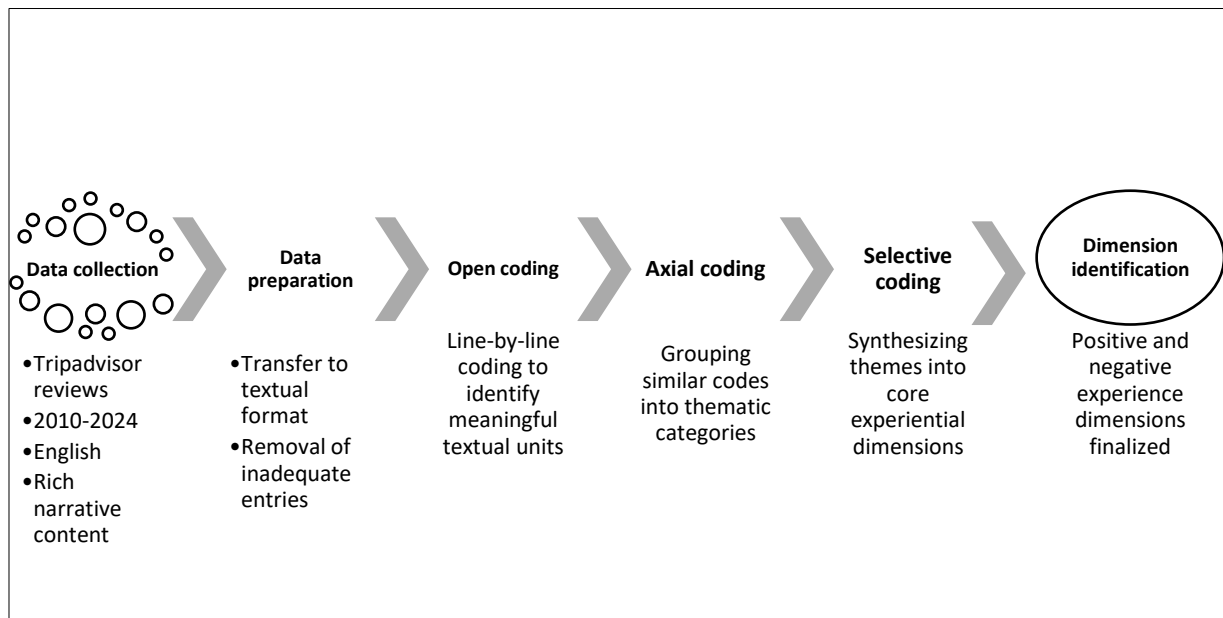 Data collection
•Tripadvisor
reviews
•2010-2024
•English
•Rich
narrative
content
Data
preparation
•Transfer to
textual
format
•Removal of
inadequate
entries
Open coding
Line-by-line
coding to
identify
meaningful
textual units
Axial coding
Grouping
similar codes
into thematic
categories
Selective
coding
Synthesizing
themes into
core
experiential
dimensions
Dimension
identification
Positive and
negative
experience
dimensions
finalized